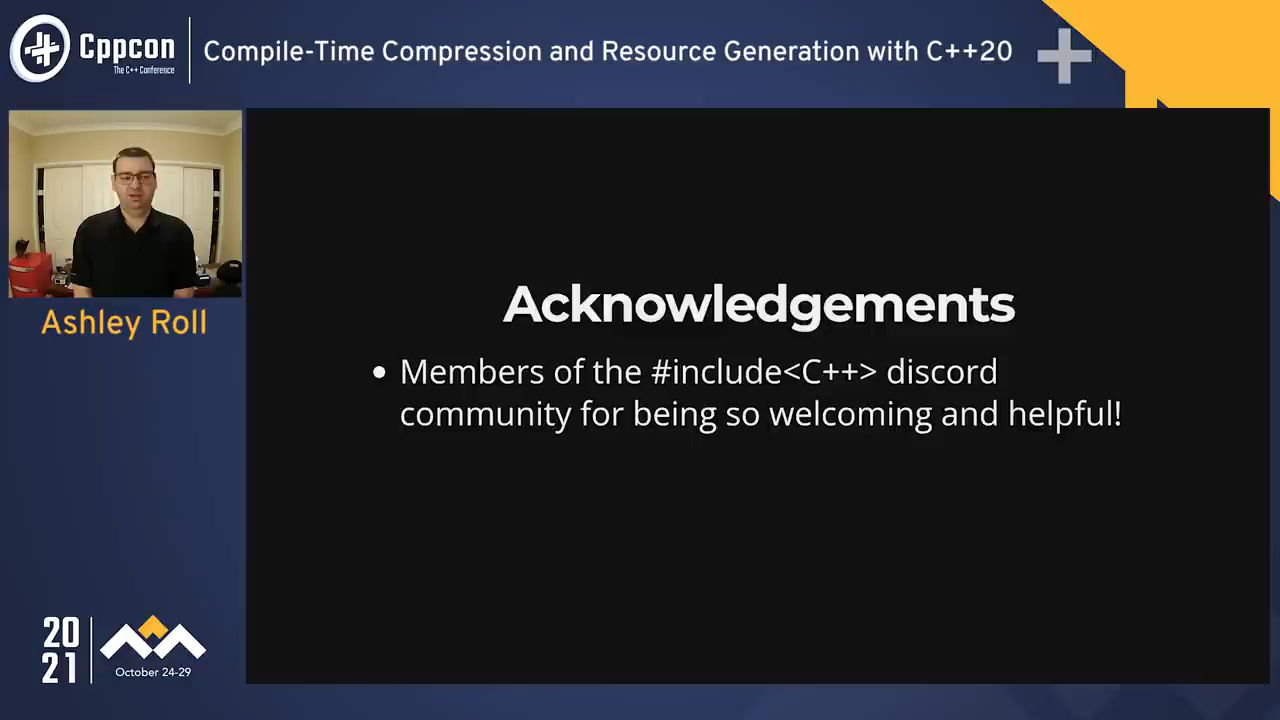 Cppcon
The C++ Conference
Compile-Time Compression and Resource Generation with C++20
Ashley Roll
Acknowledgements
• Members of the #include<C++> discord
community for being so welcoming and helpful!
20
21
October 24-29